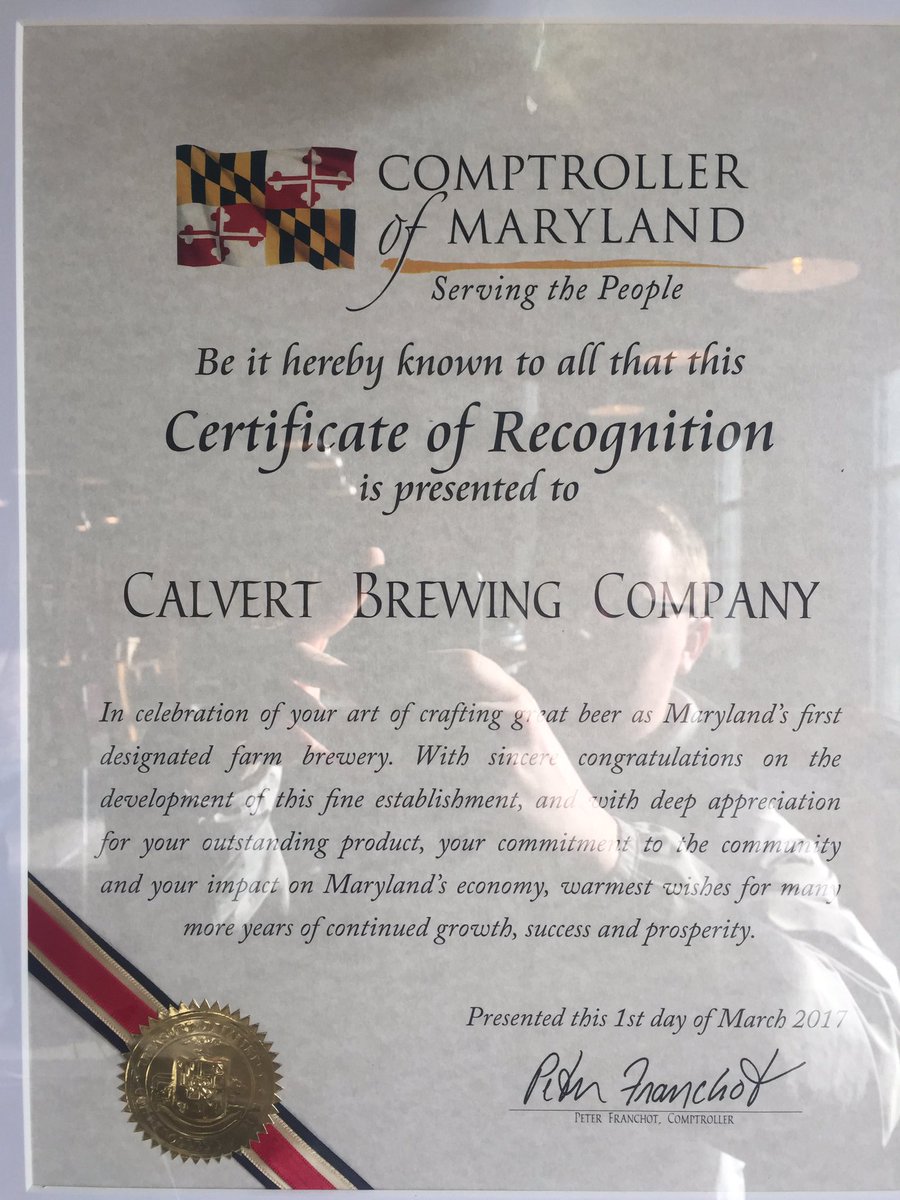 COMPTROLLER
of MARYLAND
Serving the People
Be it hereby known to all that this
Certificate of Recognition
is presented to
CALVERT BREWING COMPANY
In celebration of your art of crafting great beer as Maryland's first
designated farm brewery. With sincere congratulations on the
development of this fine establishment, and with deep appreciation
for your outstanding product, your commitment to the community
and your impact on Maryland's economy, warmest wishes for many
more years of continued growth, success and prosperity.
Presented this 1st day of March 2017
Peter Franchot
PETER FRANCHOT, COMPTROLLER